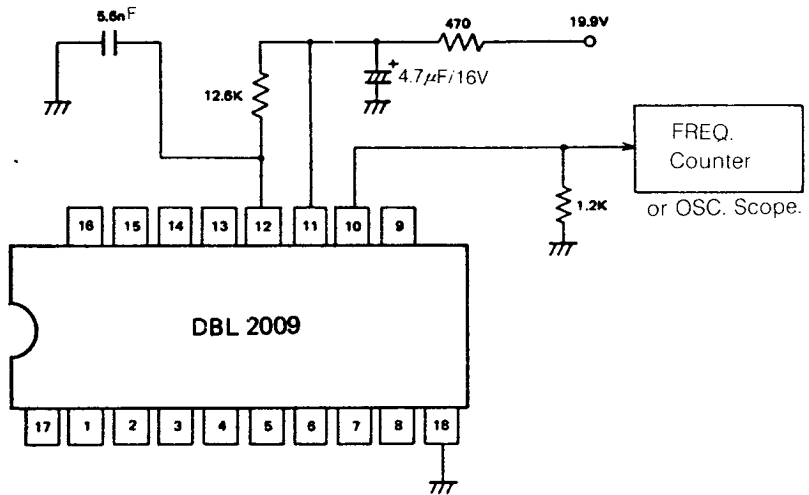 5.6nF
470
19.9V
12.6K
+
4.7μF/16V
FREQ.
Counter
1.2K
or OSC. Scope.
16 15 14 13 12 11 10 9
DBL 2009
17 1 2 3 4 5 6 7 8 18